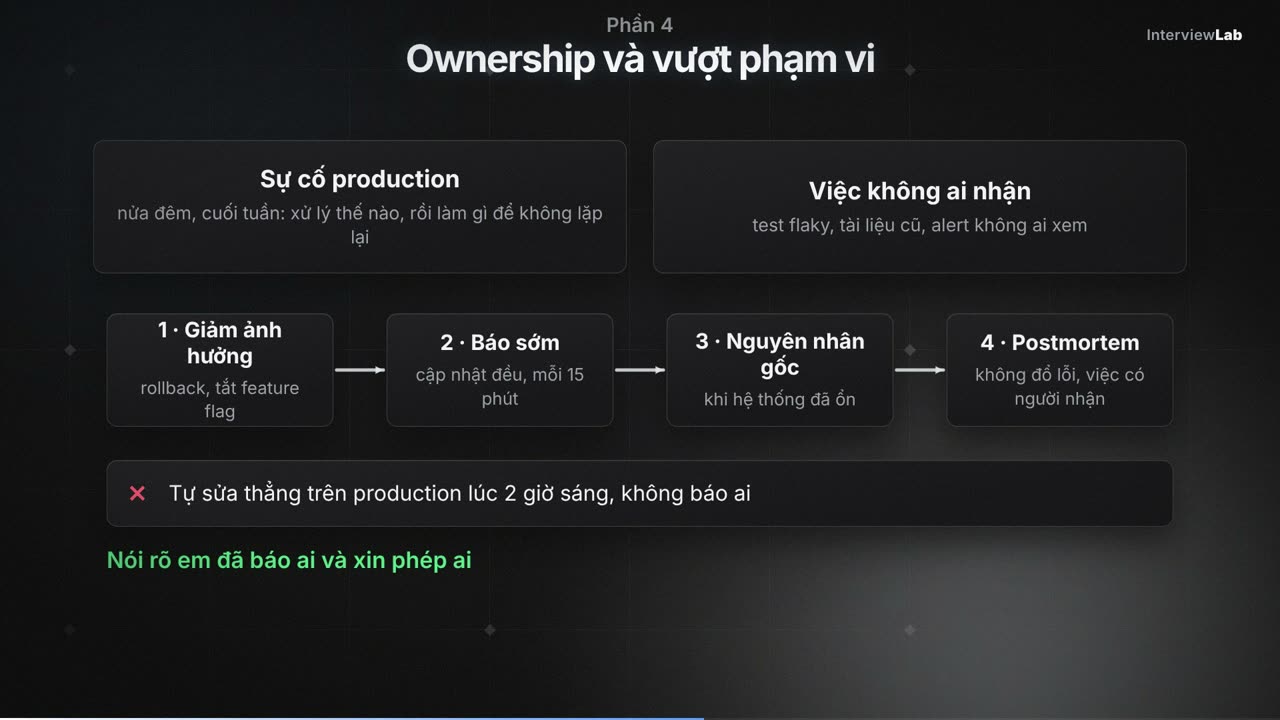 Phần 4
InterviewLab
Ownership và vượt phạm vi
Sự cố production
nửa đêm, cuối tuần: xử lý thế nào, rồi làm gì để không lặp
lại
Việc không ai nhận
test flaky, tài liệu cũ, alert không ai xem
1 · Giảm ảnh
hưởng
rollback, tắt feature
flag
2 · Báo sớm
cập nhật đều, mỗi 15
phút
3 · Nguyên nhân
gốc
khi hệ thống đã ổn
4 · Postmortem
không đổ lỗi, việc có
người nhận
× Tự sửa thẳng trên production lúc 2 giờ sáng, không báo ai
Nói rõ em đã báo ai và xin phép ai